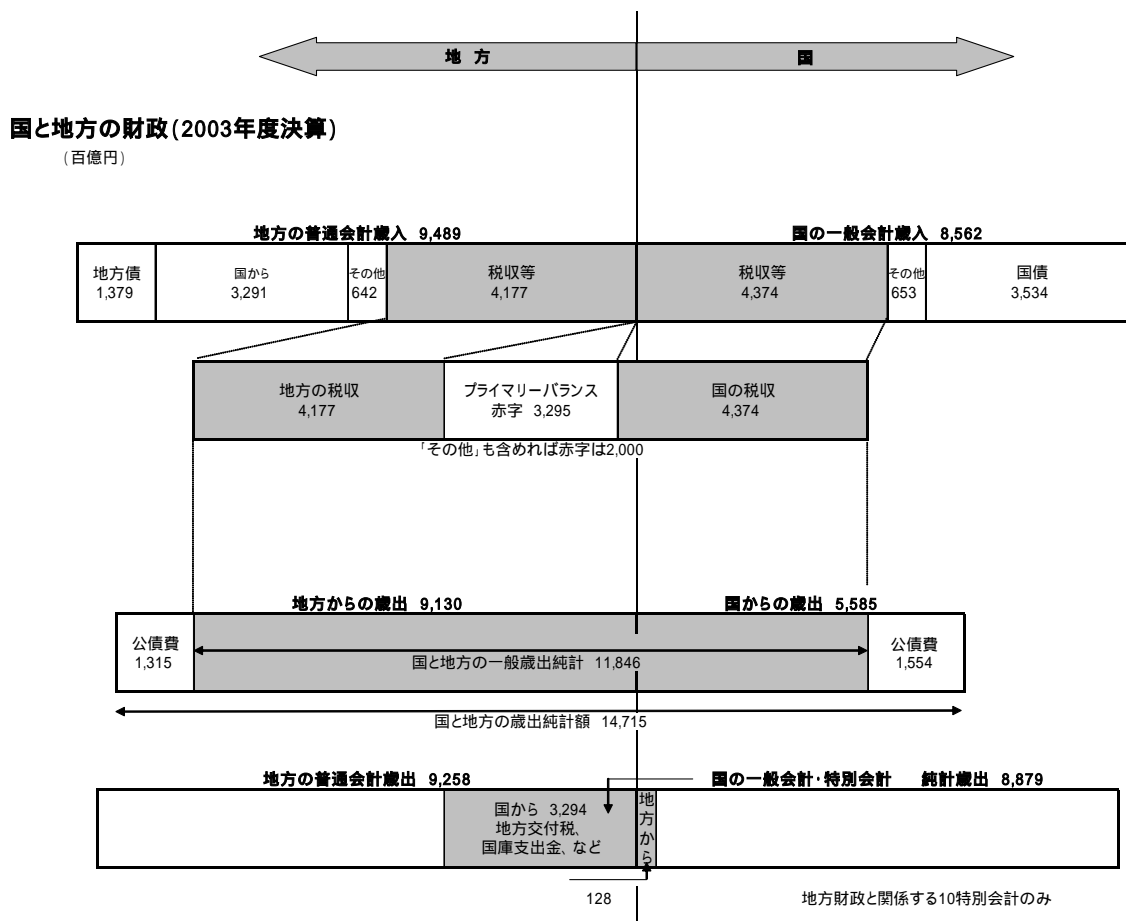 地方
国
国と地方の財政(2003年度決算)
(百億円)
地方の普通会計歳入 9,489
国の一般会計歳入 8,562
地方債
1,379
国から
3,291
その他
642
税収等
4,177
税収等
4,374
その他
653
国債
3,534
地方の税収
4,177
プライマリーバランス
赤字 3,295
国の税収
4,374
「その他」も含めれば赤字は2,000
地方からの歳出 9,130
国からの歳出 5,585
公債費
1,315
国と地方の一般歳出純計 11,846
公債費
1,554
国と地方の歳出純計額 14,715
地方の普通会計歳出 9,258
国の一般会計・特別会計 純計歳出 8,879
国から 3,294
地方交付税、
国庫支出金、など
地方から
128
地方財政と関係する10特別会計のみ